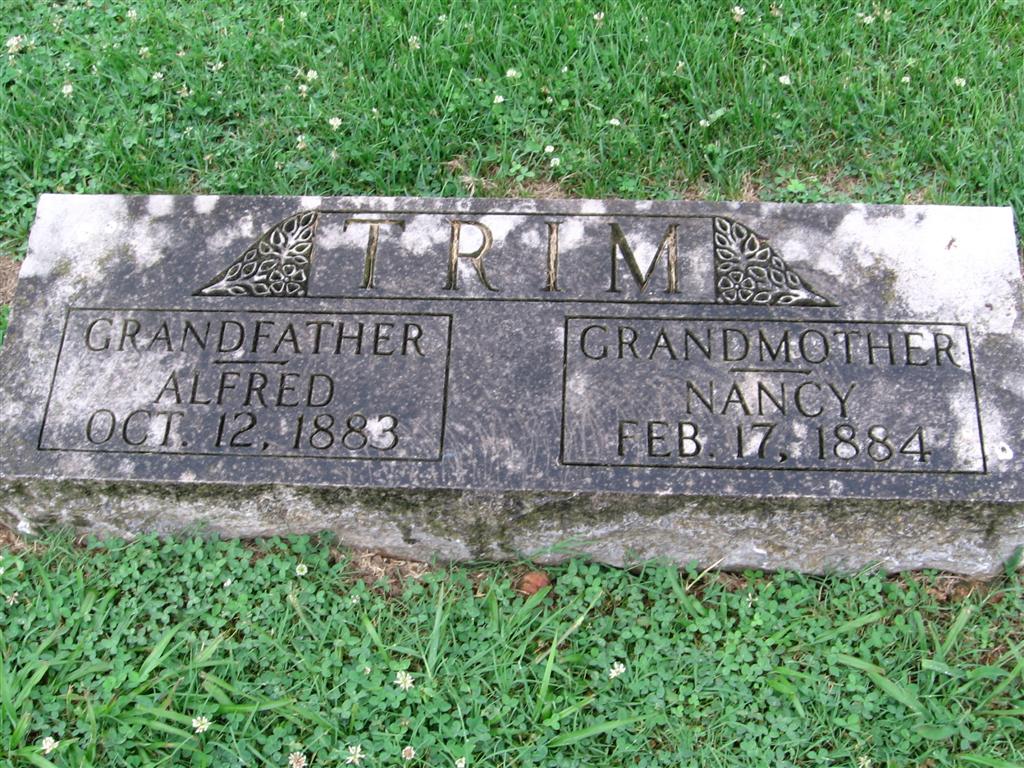 TRIM
GRANDFATHER
ALFRED
OCT. 12, 1883
GRANDMOTHER
NANCY
FEB. 17, 1884